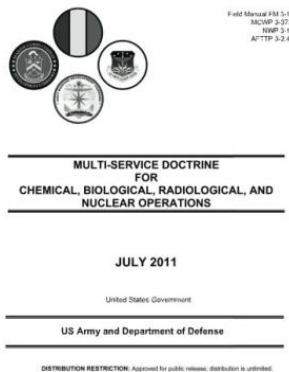 Field Manual FM 3-1
MCWP 3-37
NWP 3-1
AFTTP 3-2.4
MULTI-SERVICE DOCTRINE
FOR
CHEMICAL, BIOLOGICAL, RADIOLOGICAL, AND
NUCLEAR OPERATIONS
JULY 2011
United States Government
US Army and Department of Defense
DISTRIBUTION RESTRICTION: Approved for public release; distribution is unlimited.